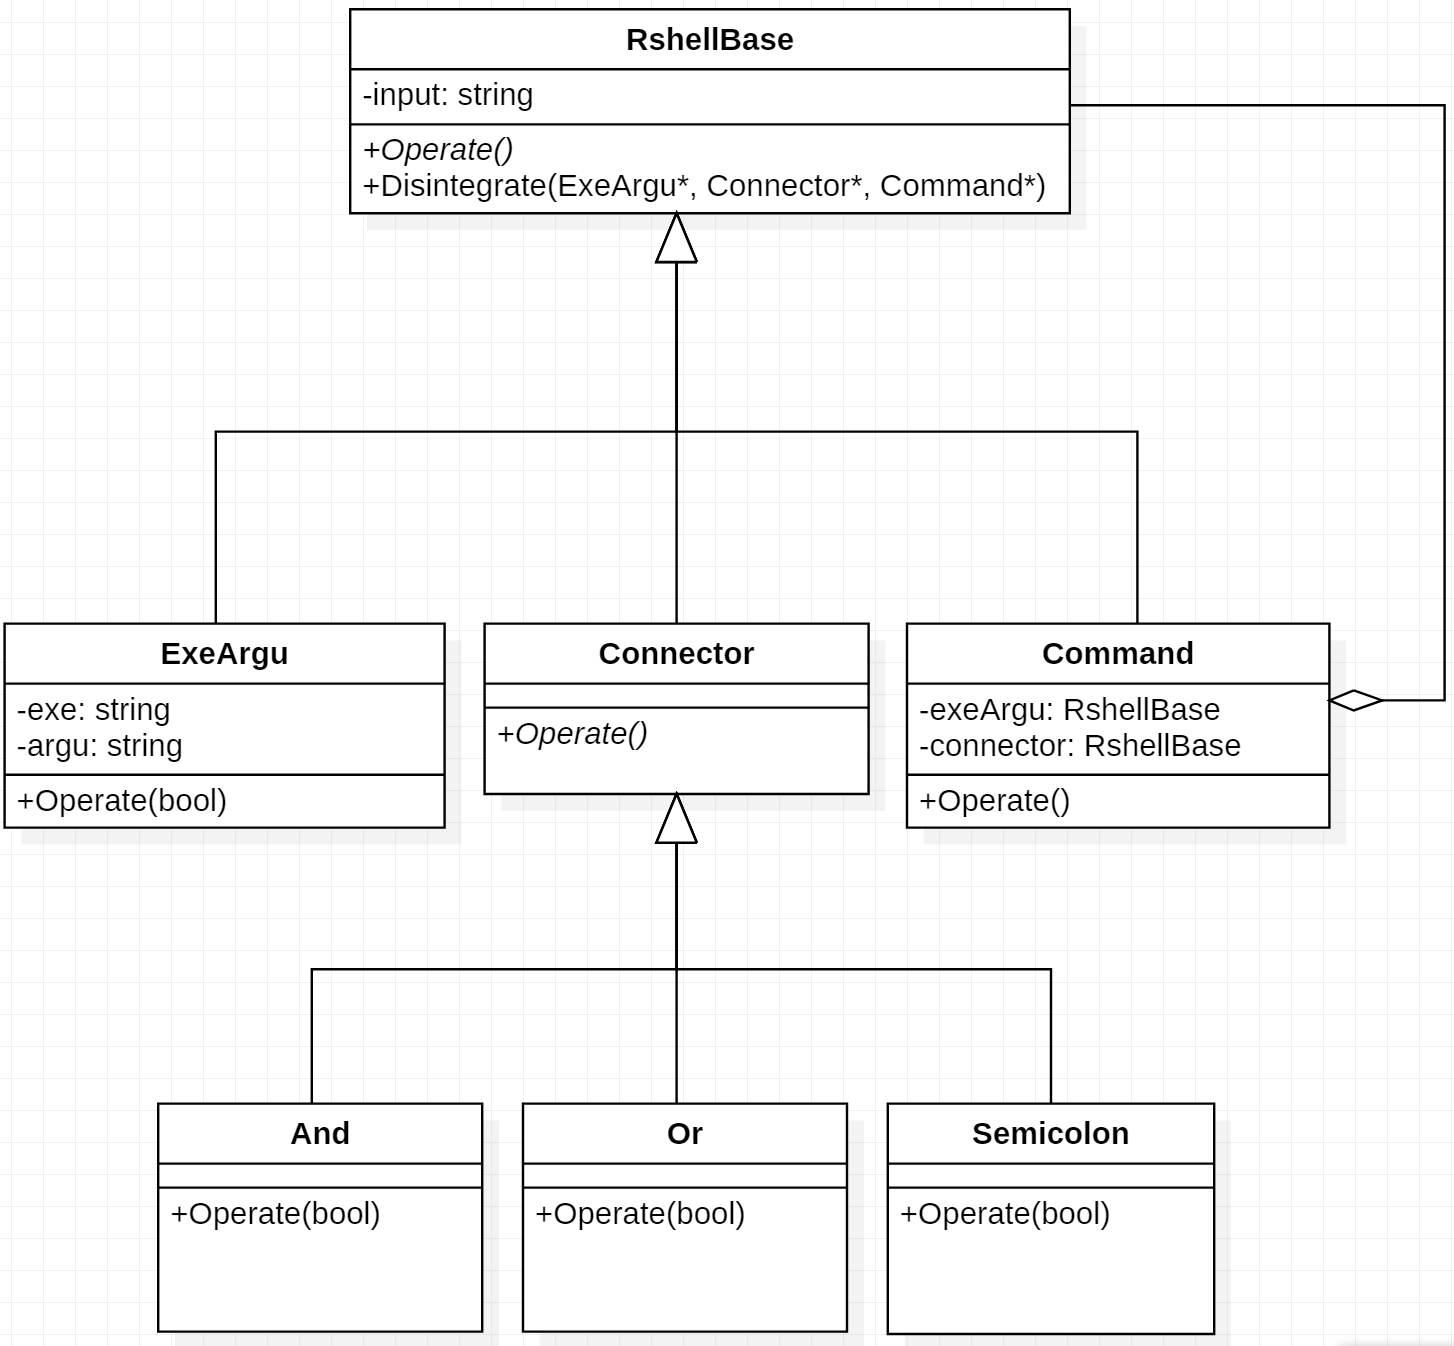 RshellBase
-input: string
+Operate()
+Disintegrate(ExeArgu*, Connector*, Command*)
ExeArgu
-exe: string
-argu: string
+Operate(bool)
Connector
+Operate()
Command
-exeArgu: RshellBase
-connector: RshellBase
+Operate()
And
+Operate(bool)
Or
+Operate(bool)
Semicolon
+Operate(bool)